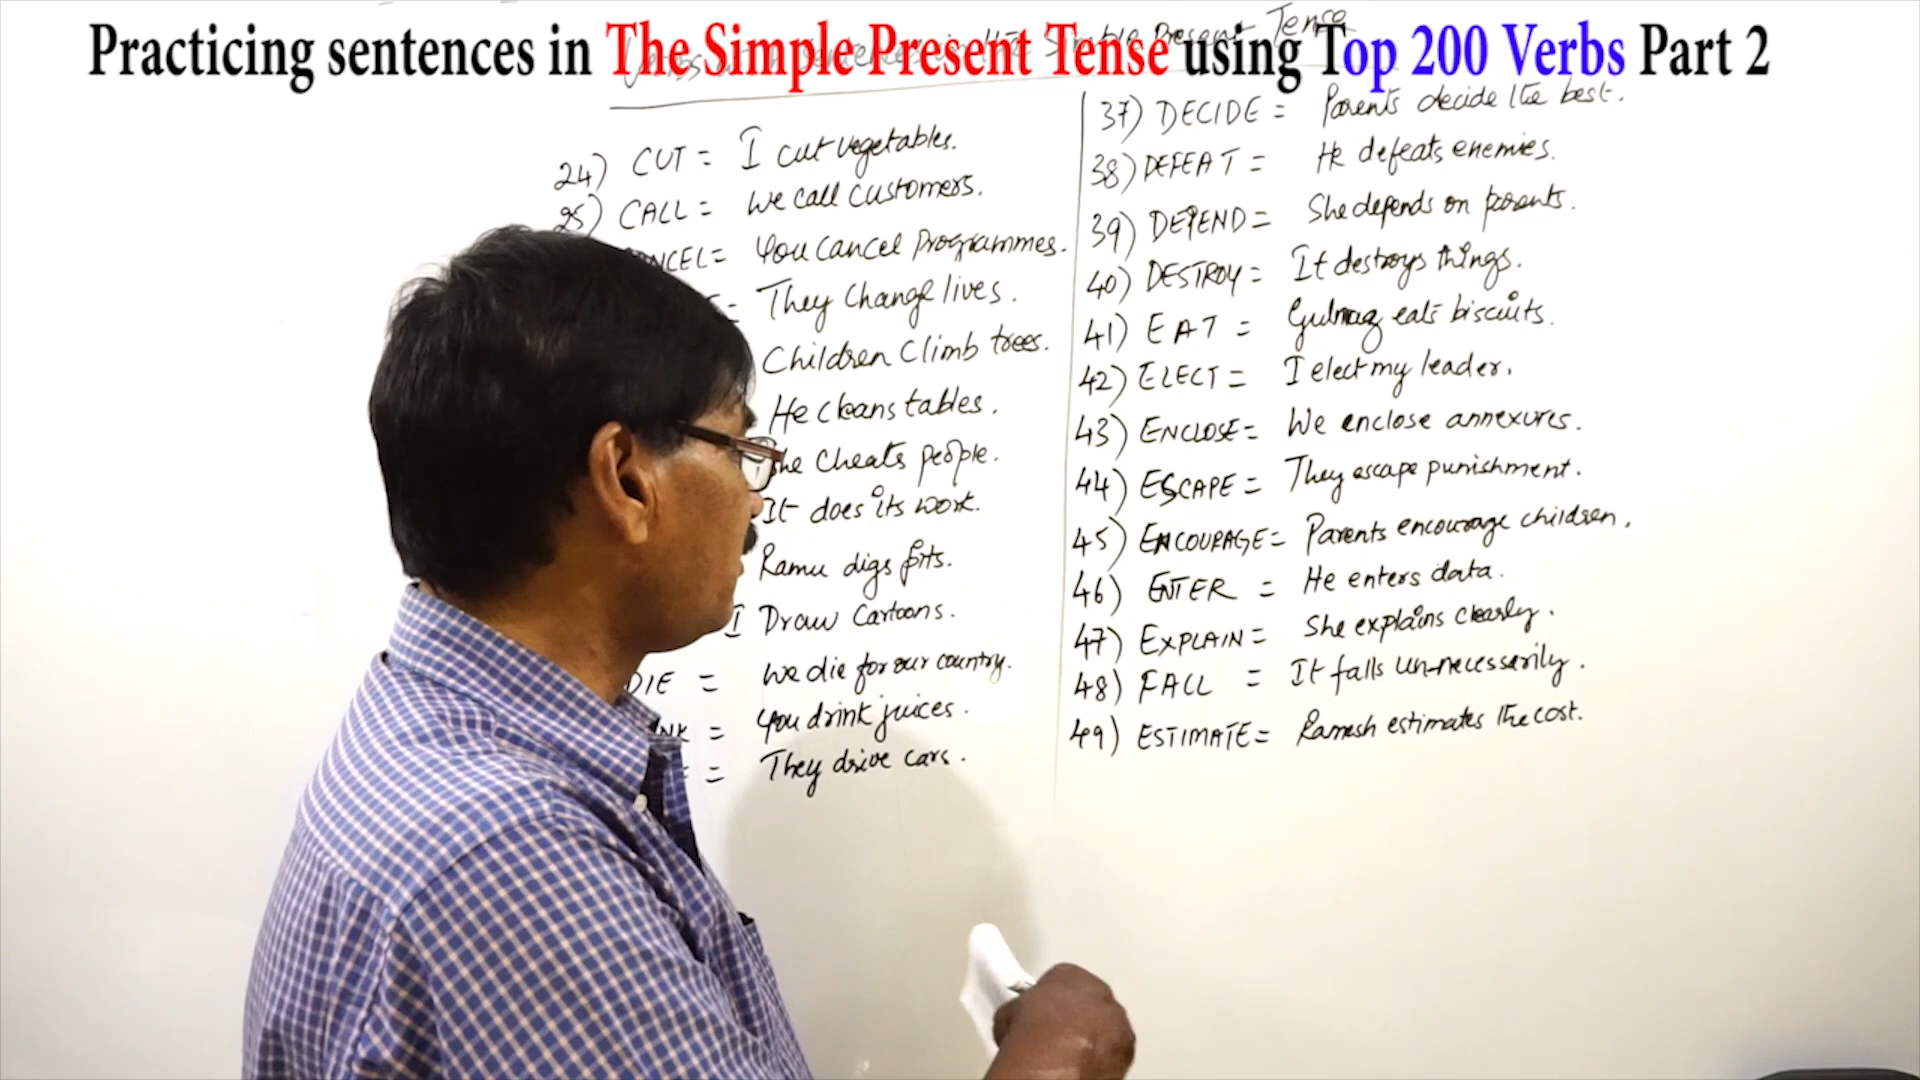 Practicing sentences in The Simple Present Tense using Top 200 Verbs Part 2
24) CUT = I cut vegetables.
25) CALL = We call customers.
NCEL = You cancel programmes.
= They change lives.
Children climb trees.
He cleans tables.
he cheats people.
It does its work.
Ramu digs pits.
I Draw Cartoons.
DIE = We die for our country.
NK = You drink juices.
= They drive cars.
37) DECIDE = Parents decide the best.
38) DEFEAT = He defeats enemies.
39) DEPEND = She depends on parents.
40) DESTROY = It destroys things.
41) EAT = Gulnaz eats biscuits.
42) ELECT = I elect my leader.
43) ENCLOSE = We enclose annexures.
44) ESCAPE = They escape punishment.
45) ENCOURAGE = Parents encourage children.
46) ENTER = He enters data.
47) EXPLAIN = She explains clearly.
48) FALL = It falls un-necessarily.
49) ESTIMATE = Ramesh estimates the cost.